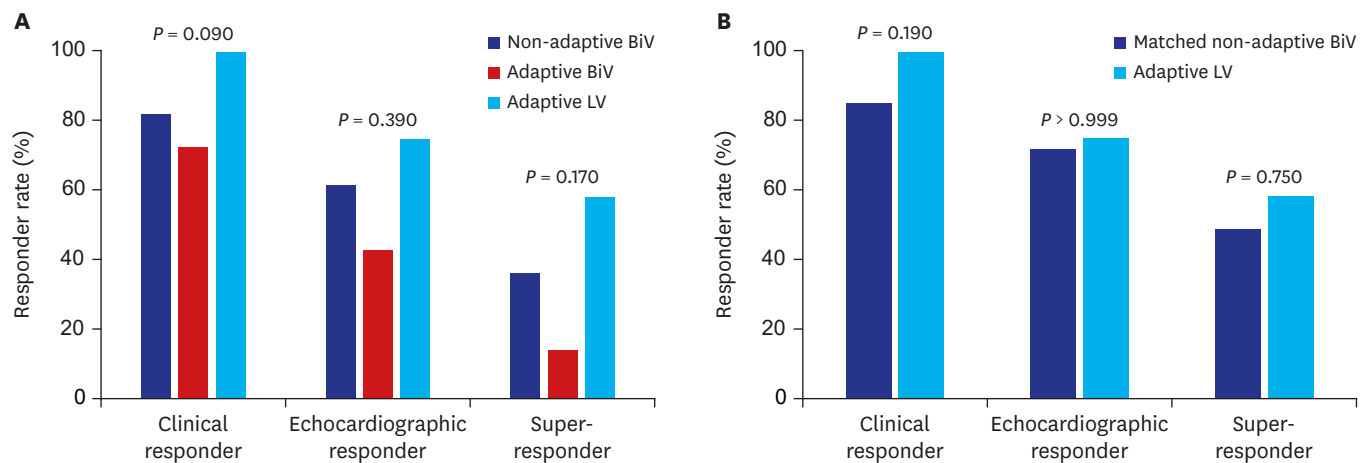 A
P = 0.090
Non-adaptive BiV
Adaptive BiV
Adaptive LV
P = 0.390
P = 0.170
Responder rate (%)
100
80
60
40
20
0
Clinical
responder
Echocardiographic
responder
Super-
responder
B
P = 0.190
Matched non-adaptive BiV
Adaptive LV
P > 0.999
P = 0.750
Responder rate (%)
100
80
60
40
20
0
Clinical
responder
Echocardiographic
responder
Super-
responder